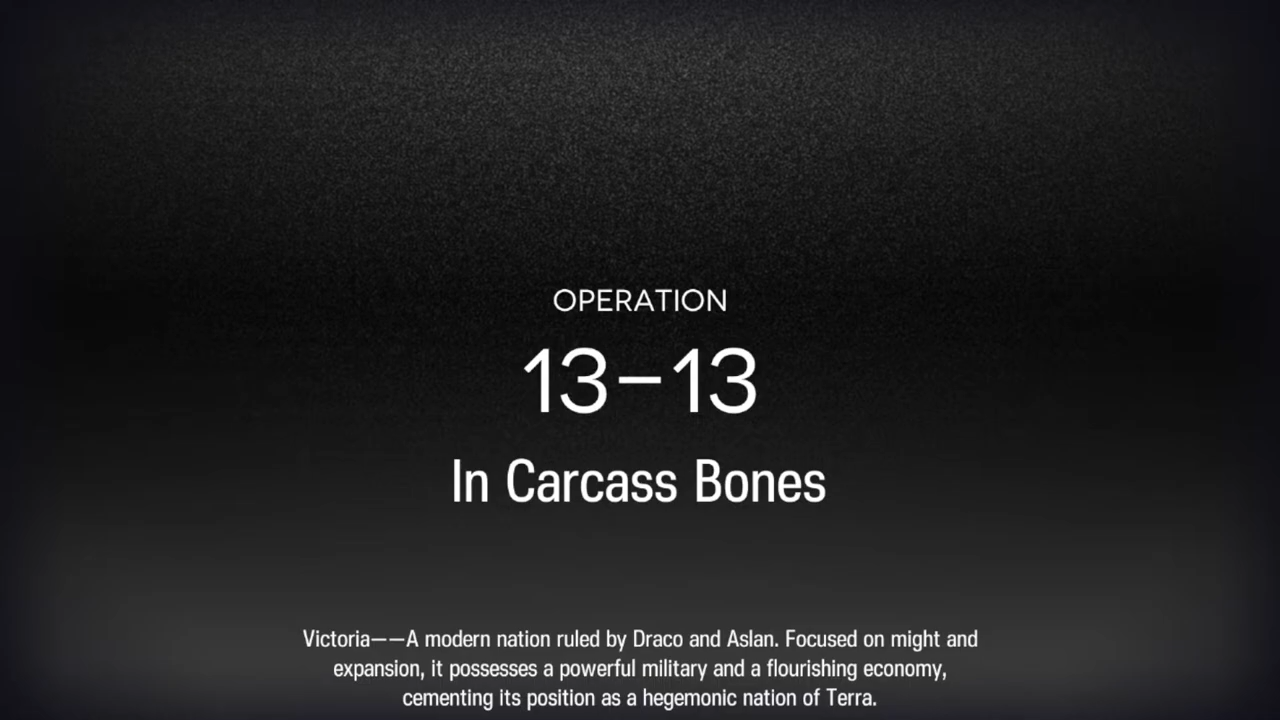 OPERATION
13–13
In Carcass Bones
Victoria——A modern nation ruled by Draco and Aslan. Focused on might and
expansion, it possesses a powerful military and a flourishing economy,
cementing its position as a hegemonic nation of Terra.